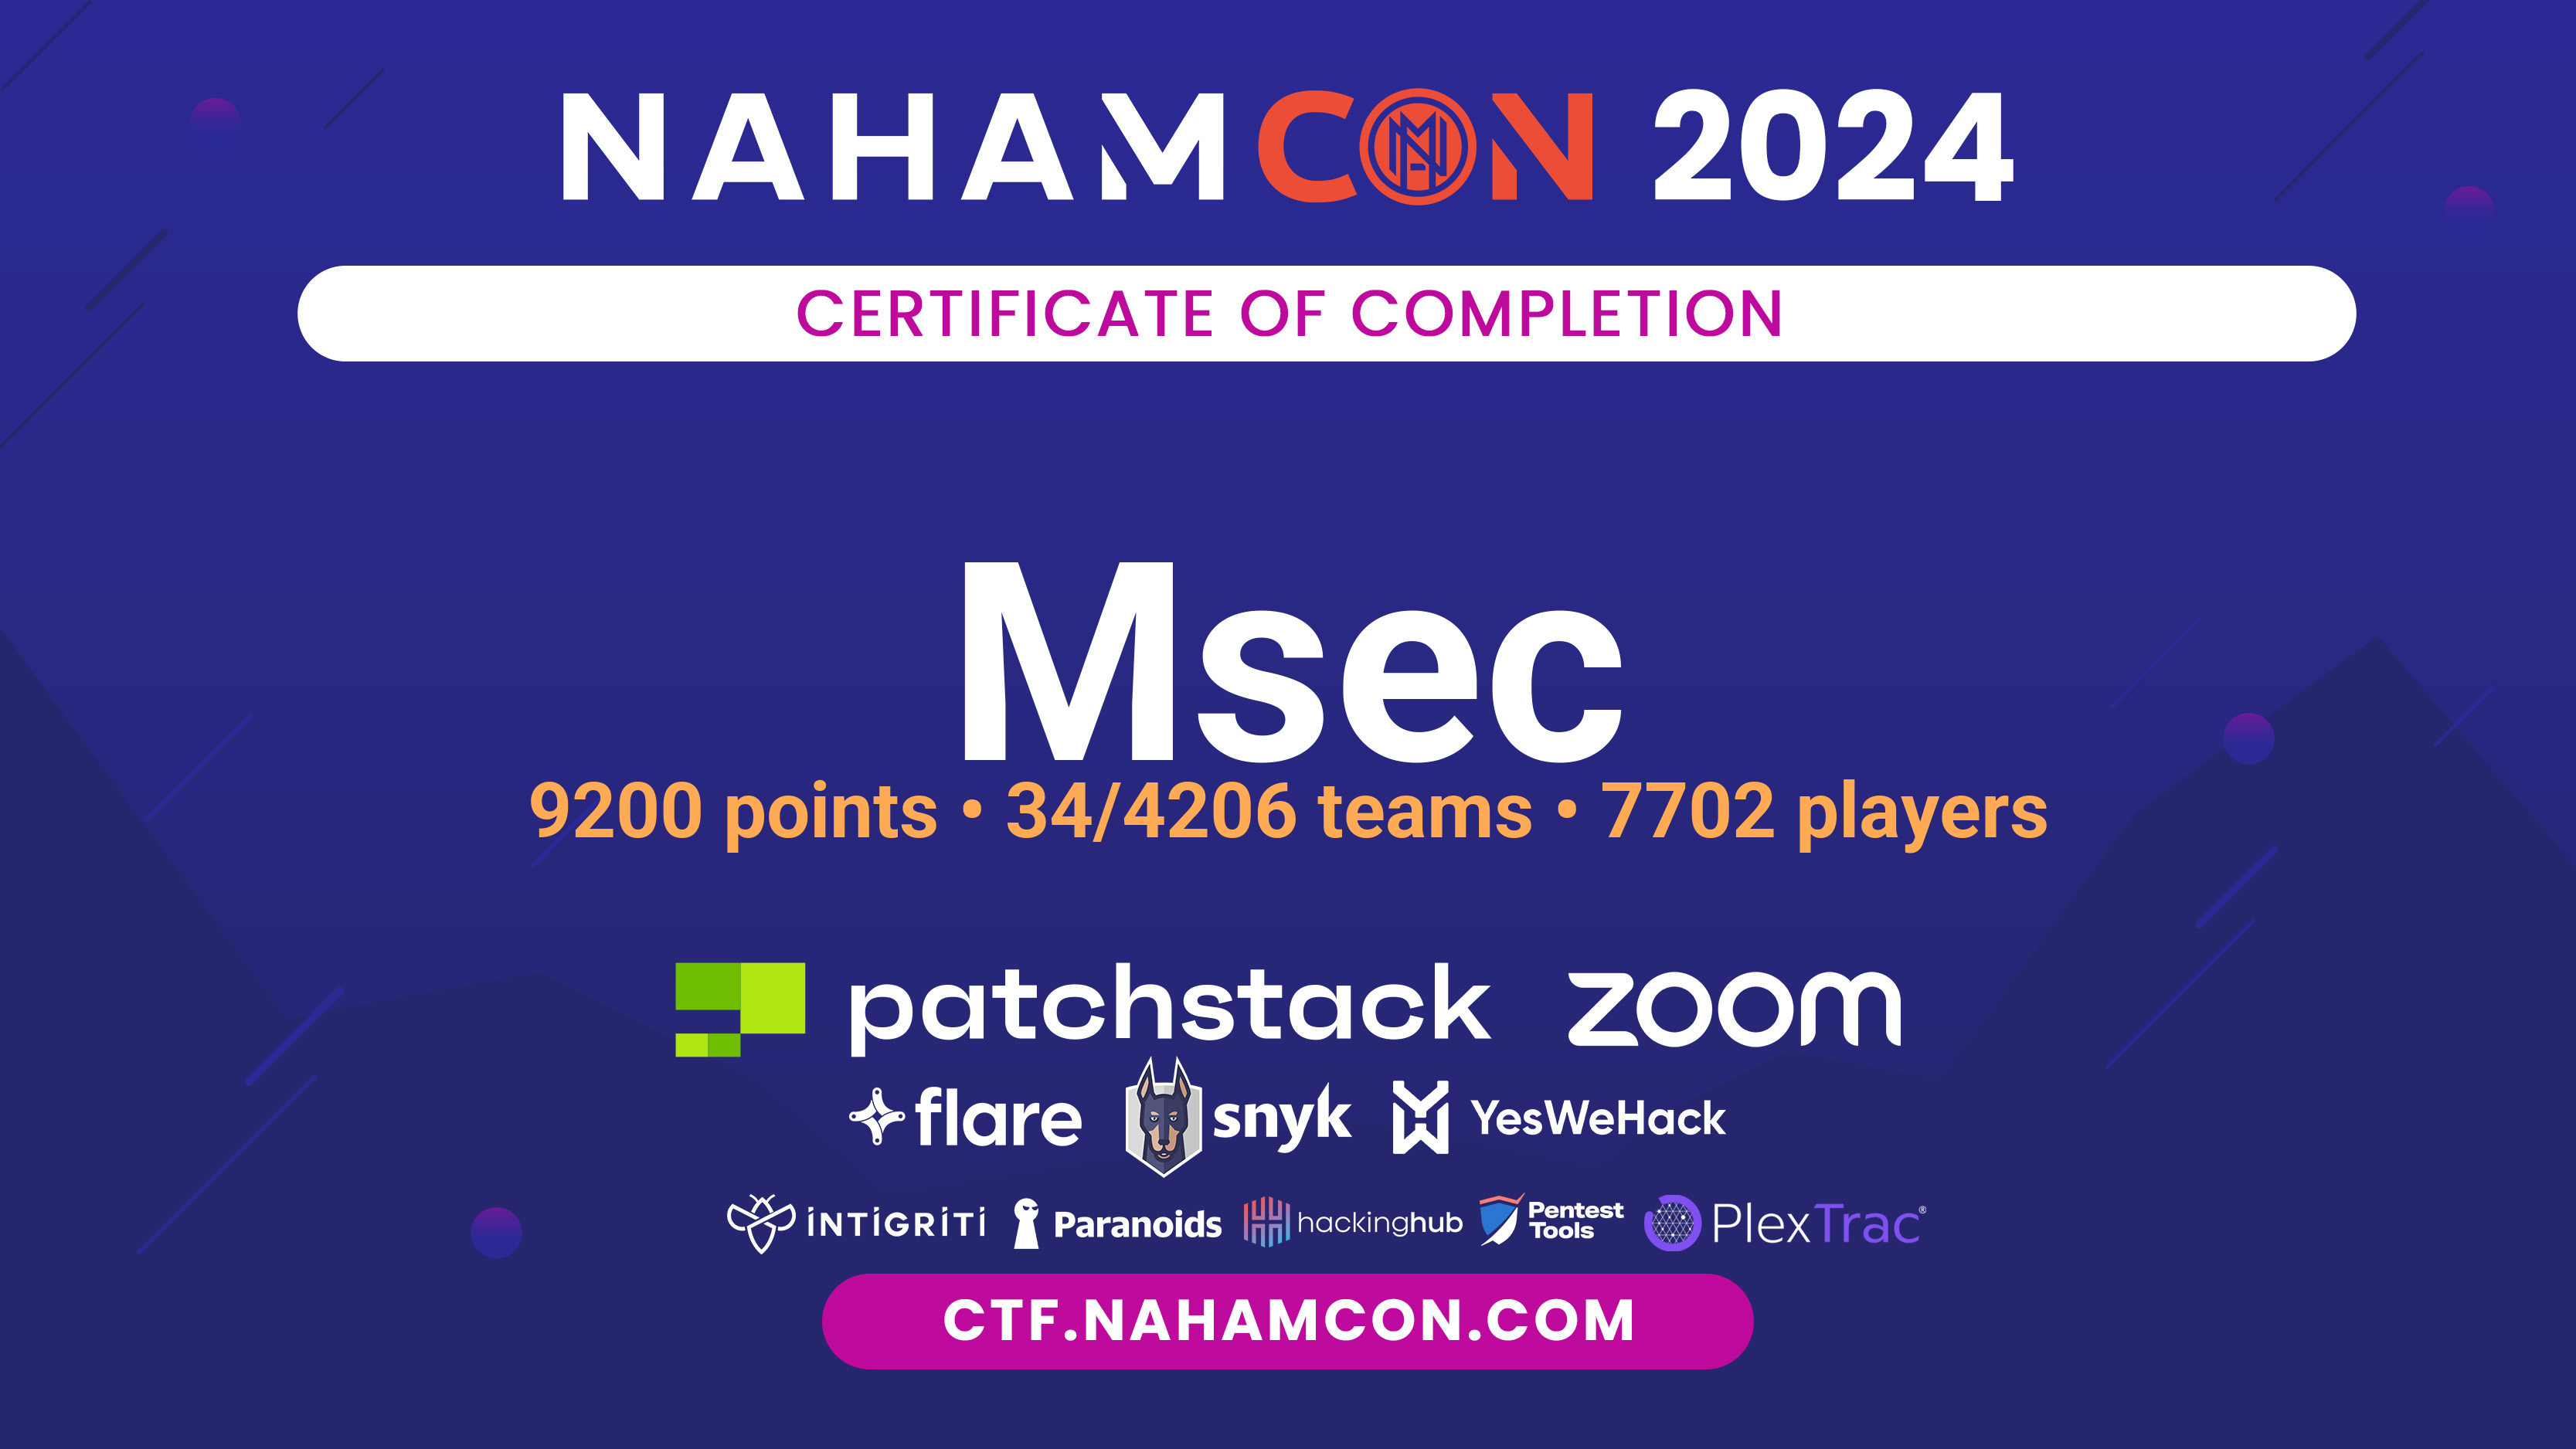 NAHAMCON 2024
CERTIFICATE OF COMPLETION
Msec
9200 points • 34/4206 teams • 7702 players
patchstack zoom
flare snyk YesWeHack
INTIGRITI Paranoids hackinghub Pentest Tools PlexTrac®
CTF.NAHAMCON.COM